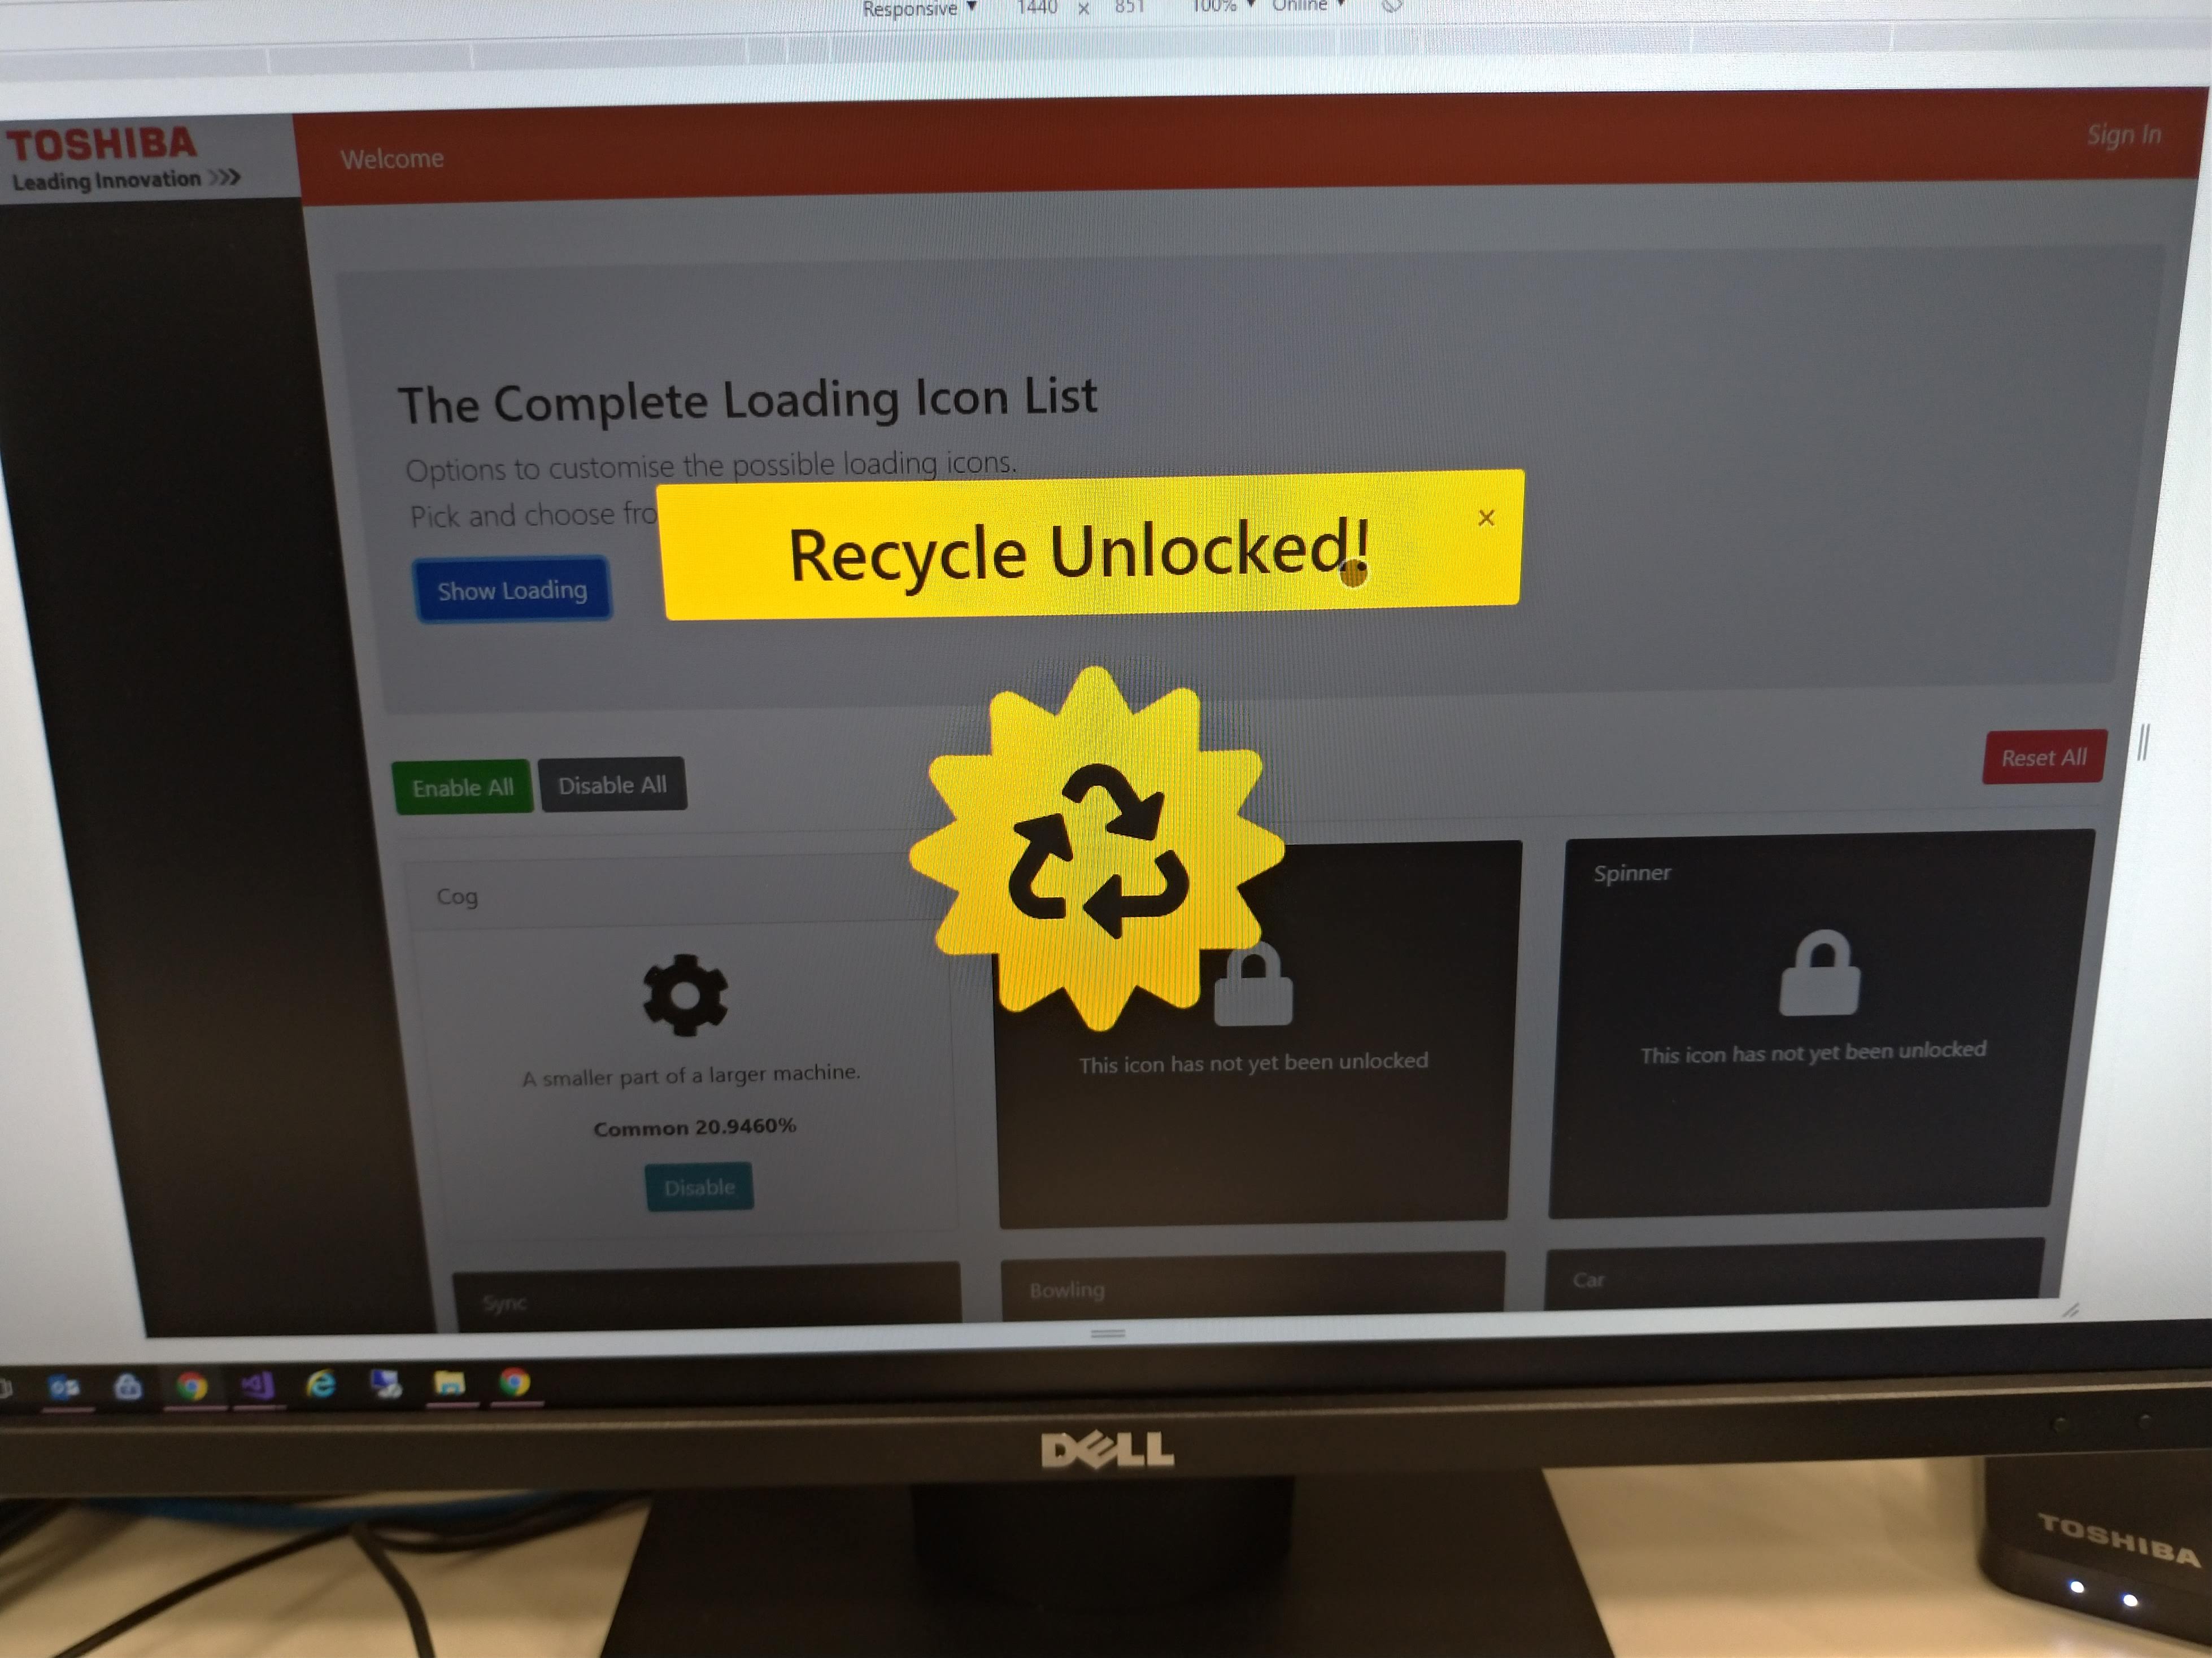 Responsive 1440 x 851 100% Online
TOSHIBA
Leading Innovation >>>
Welcome
Sign In
The Complete Loading Icon List
Options to customise the possible loading icons.
Pick and choose fro
Recycle Unlocked!
×
Show Loading
Enable All
Disable All
Reset All
Cog
A smaller part of a larger machine.
Common 20.9460%
Disable
This icon has not yet been unlocked
Spinner
This icon has not yet been unlocked
Sync
Bowling
Car
DELL
TOSHIBA